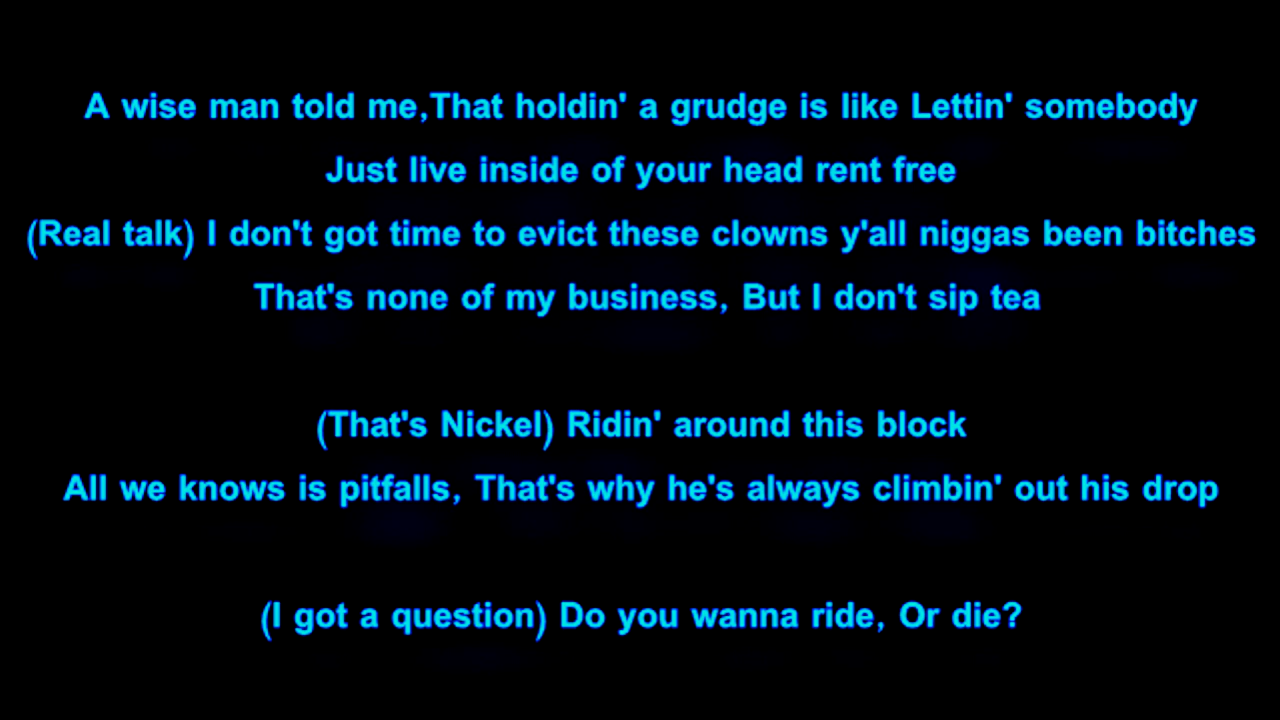 A wise man told me,That holdin' a grudge is like Lettin' somebody
Just live inside of your head rent free
(Real talk) I don't got time to evict these clowns y'all niggas been bitches
That's none of my business, But I don't sip tea
(That's Nickel) Ridin' around this block
All we knows is pitfalls, That's why he's always climbin' out his drop
(I got a question) Do you wanna ride, Or die?